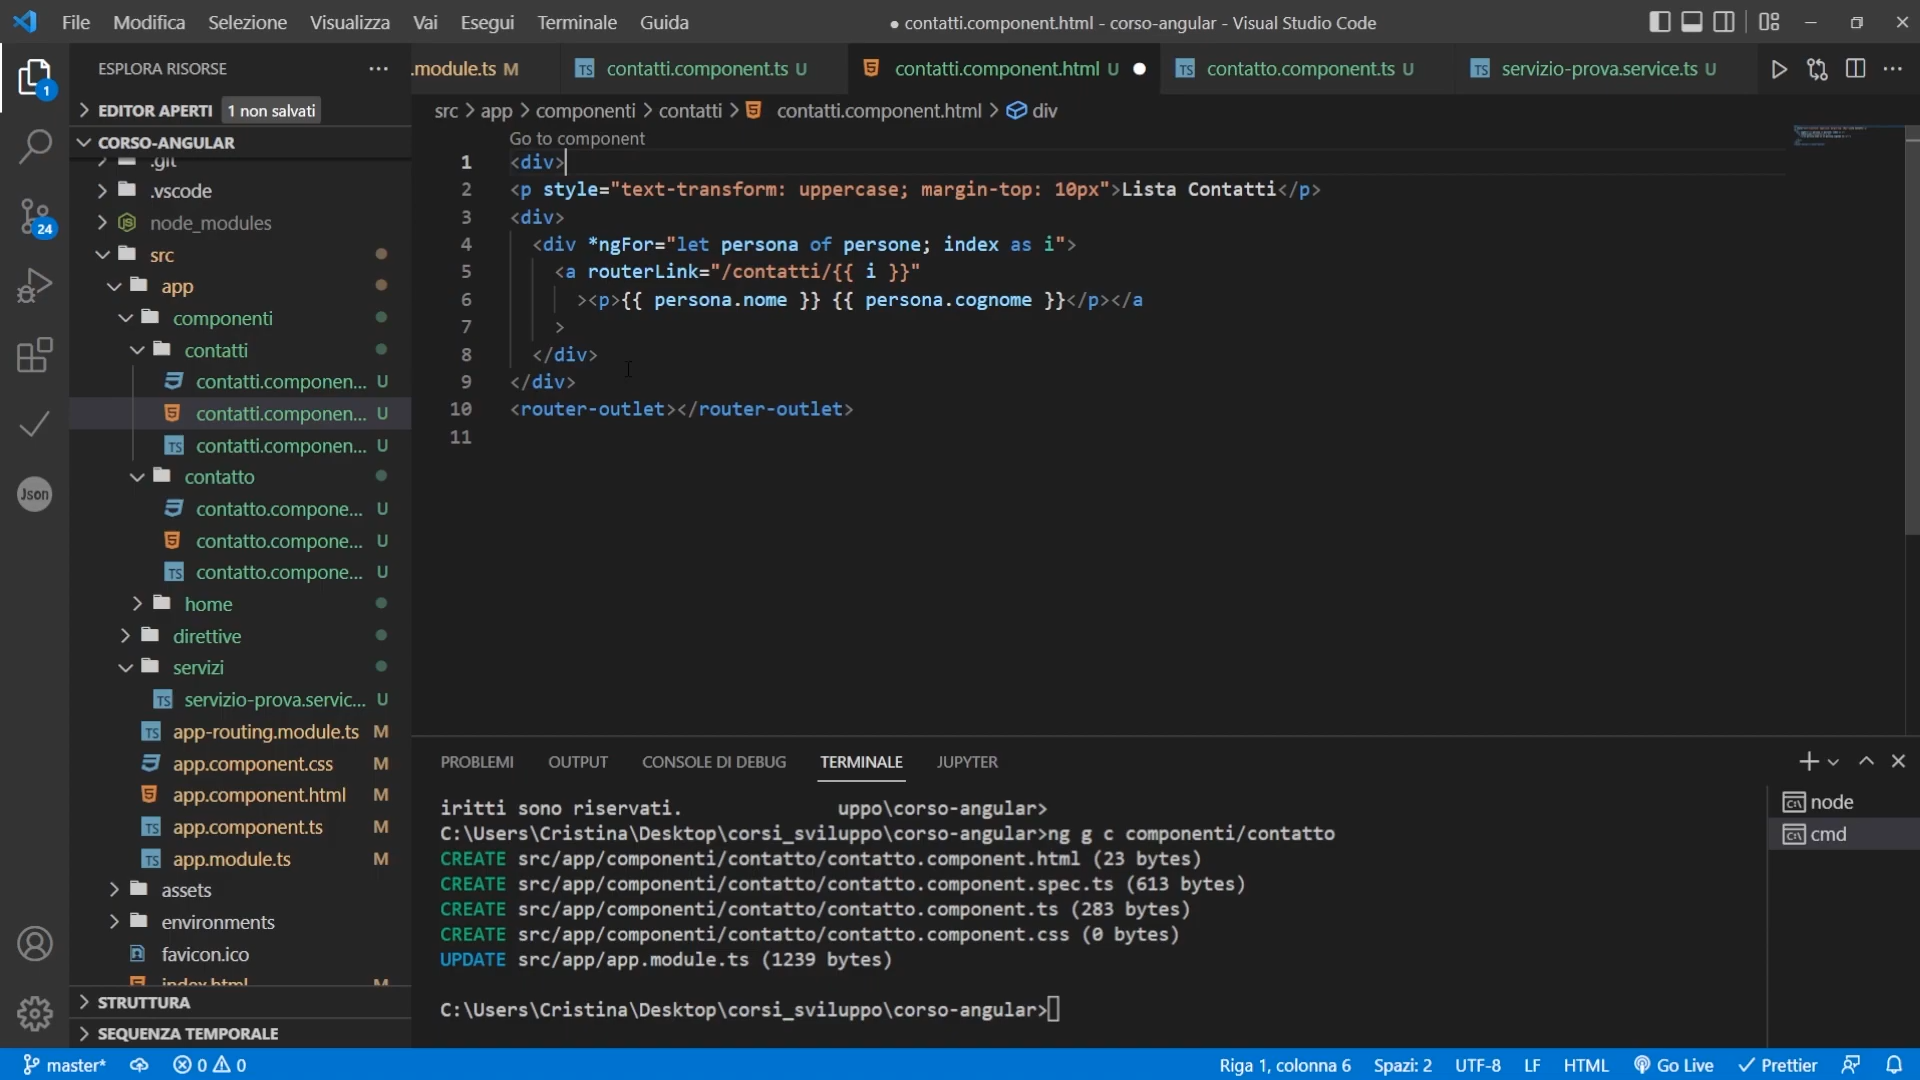 File Modifica Selezione Visualizza Vai Esegui Terminale Guida
● contatti.component.html - corso-angular - Visual Studio Code
ESPLORA RISORSE
EDITOR APERTI 1 non salvati
CORSO-ANGULAR
.git
.vscode
node_modules
src
app
componenti
contatti
contatti.componen... U
contatti.componen... U
contatti.componen... U
contatto
contatto.compone... U
contatto.compone... U
contatto.compone... U
home
direttive
servizi
servizio-prova.servic... U
app-routing.module.ts M
app.component.css M
app.component.html M
app.component.ts M
app.module.ts M
assets
environments
favicon.ico
index.html M
STRUTTURA
SEQUENZA TEMPORALE
1
24
Json
.module.ts M
TS contatti.component.ts U
contatti.component.html U
TS contatto.component.ts U
TS servizio-prova.service.ts U
src > app > componenti > contatti > contatti.component.html > div
Go to component
1 <div>
2 <p style="text-transform: uppercase; margin-top: 10px">Lista Contatti</p>
3 <div>
4 <div *ngFor="let persona of persone; index as i">
5 <a routerLink="/contatti/{{ i }}"
6 ><p>{{ persona.nome }} {{ persona.cognome }}</p></a
7 >
8 </div>
9 </div>
10 <router-outlet></router-outlet>
11
PROBLEMI OUTPUT CONSOLE DI DEBUG TERMINALE JUPYTER
iritti sono riservati. uppo\corso-angular>
C:\Users\Cristina\Desktop\corsi_sviluppo\corso-angular>ng g c componenti/contatto
CREATE src/app/componenti/contatto/contatto.component.html (23 bytes)
CREATE src/app/componenti/contatto/contatto.component.spec.ts (613 bytes)
CREATE src/app/componenti/contatto/contatto.component.ts (283 bytes)
CREATE src/app/componenti/contatto/contatto.component.css (0 bytes)
UPDATE src/app/app.module.ts (1239 bytes)
C:\Users\Cristina\Desktop\corsi_sviluppo\corso-angular>
node
cmd
master* 0 0
Riga 1, colonna 6 Spazi: 2 UTF-8 LF HTML Go Live Prettier